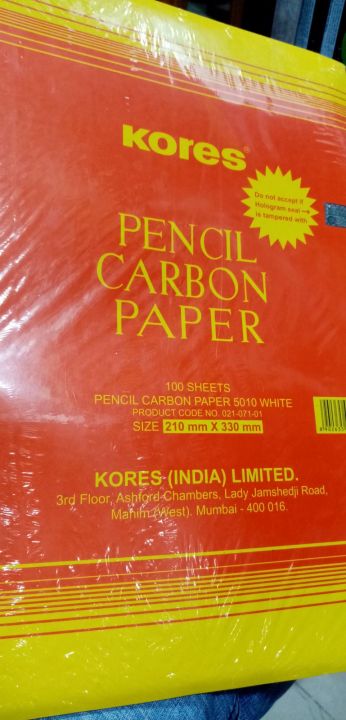 Kores
Do not accept if
Hologram seal
is tampered with
PENCIL
CARBON
PAPER
100 SHEETS
PENCIL CARBON PAPER 5010 WHITE
PRODUCT CODE NO. 021-071-01
SIZE 210 mm X 330 mm
KORES (INDIA) LIMITED.
3rd Floor, Ashford Chambers, Lady Jamshedji Road,
Mahim (West). Mumbai - 400 016.